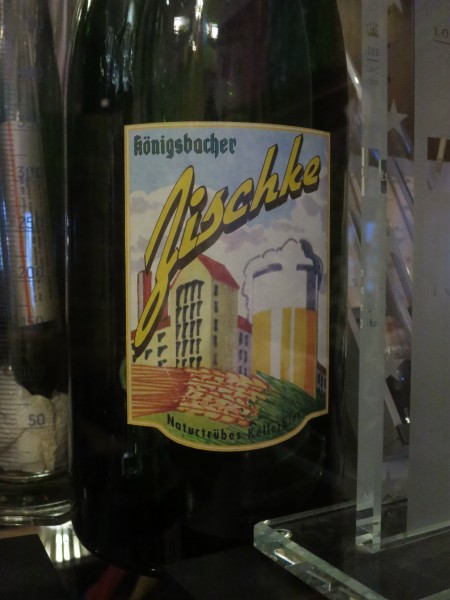 Königsbacher
Zischke
Naturtrübes Kellerbier
50